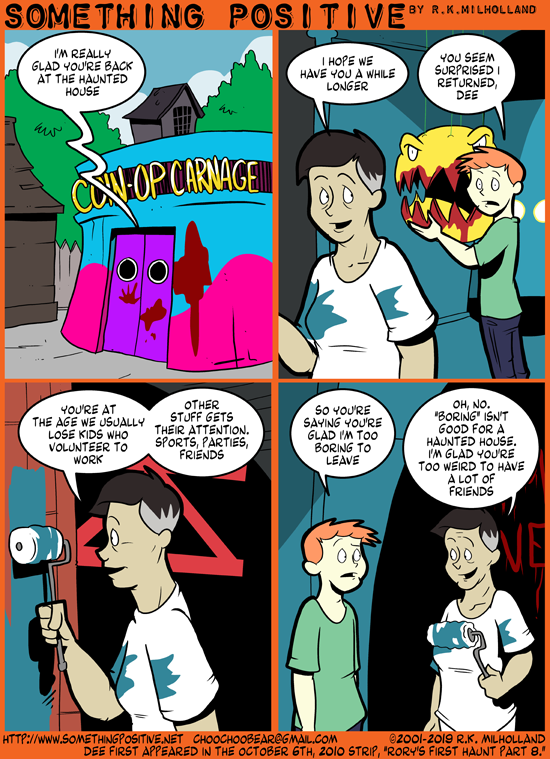 SOMETHING POSITIVE BY R.K.MILHOLLAND
I'M REALLY
GLAD YOU'RE BACK
AT THE HAUNTED
HOUSE
COIN-OP CARNAGE
I HOPE WE
HAVE YOU A WHILE
LONGER
YOU SEEM
SURPRISED I
RETURNED,
DEE
YOU'RE AT
THE AGE WE USUALLY
LOSE KIDS WHO
VOLUNTEER TO
WORK
OTHER
STUFF GETS
THEIR ATTENTION.
SPORTS, PARTIES,
FRIENDS
SO YOU'RE
SAYING YOU'RE
GLAD I'M TOO
BORING TO
LEAVE
OH, NO.
"BORING" ISN'T
GOOD FOR A
HAUNTED HOUSE.
I'M GLAD YOU'RE
TOO WEIRD TO HAVE
A LOT OF
FRIENDS
NE
HTTP://WWW.SOMETHINGPOSITIVE.NET CHOOCHOOBEAR@GMAIL.COM ©2001-2019 R.K. MILHOLLAND
DEE FIRST APPEARED IN THE OCTOBER 6TH, 2010 STRIP, "RORY'S FIRST HAUNT PART 8."